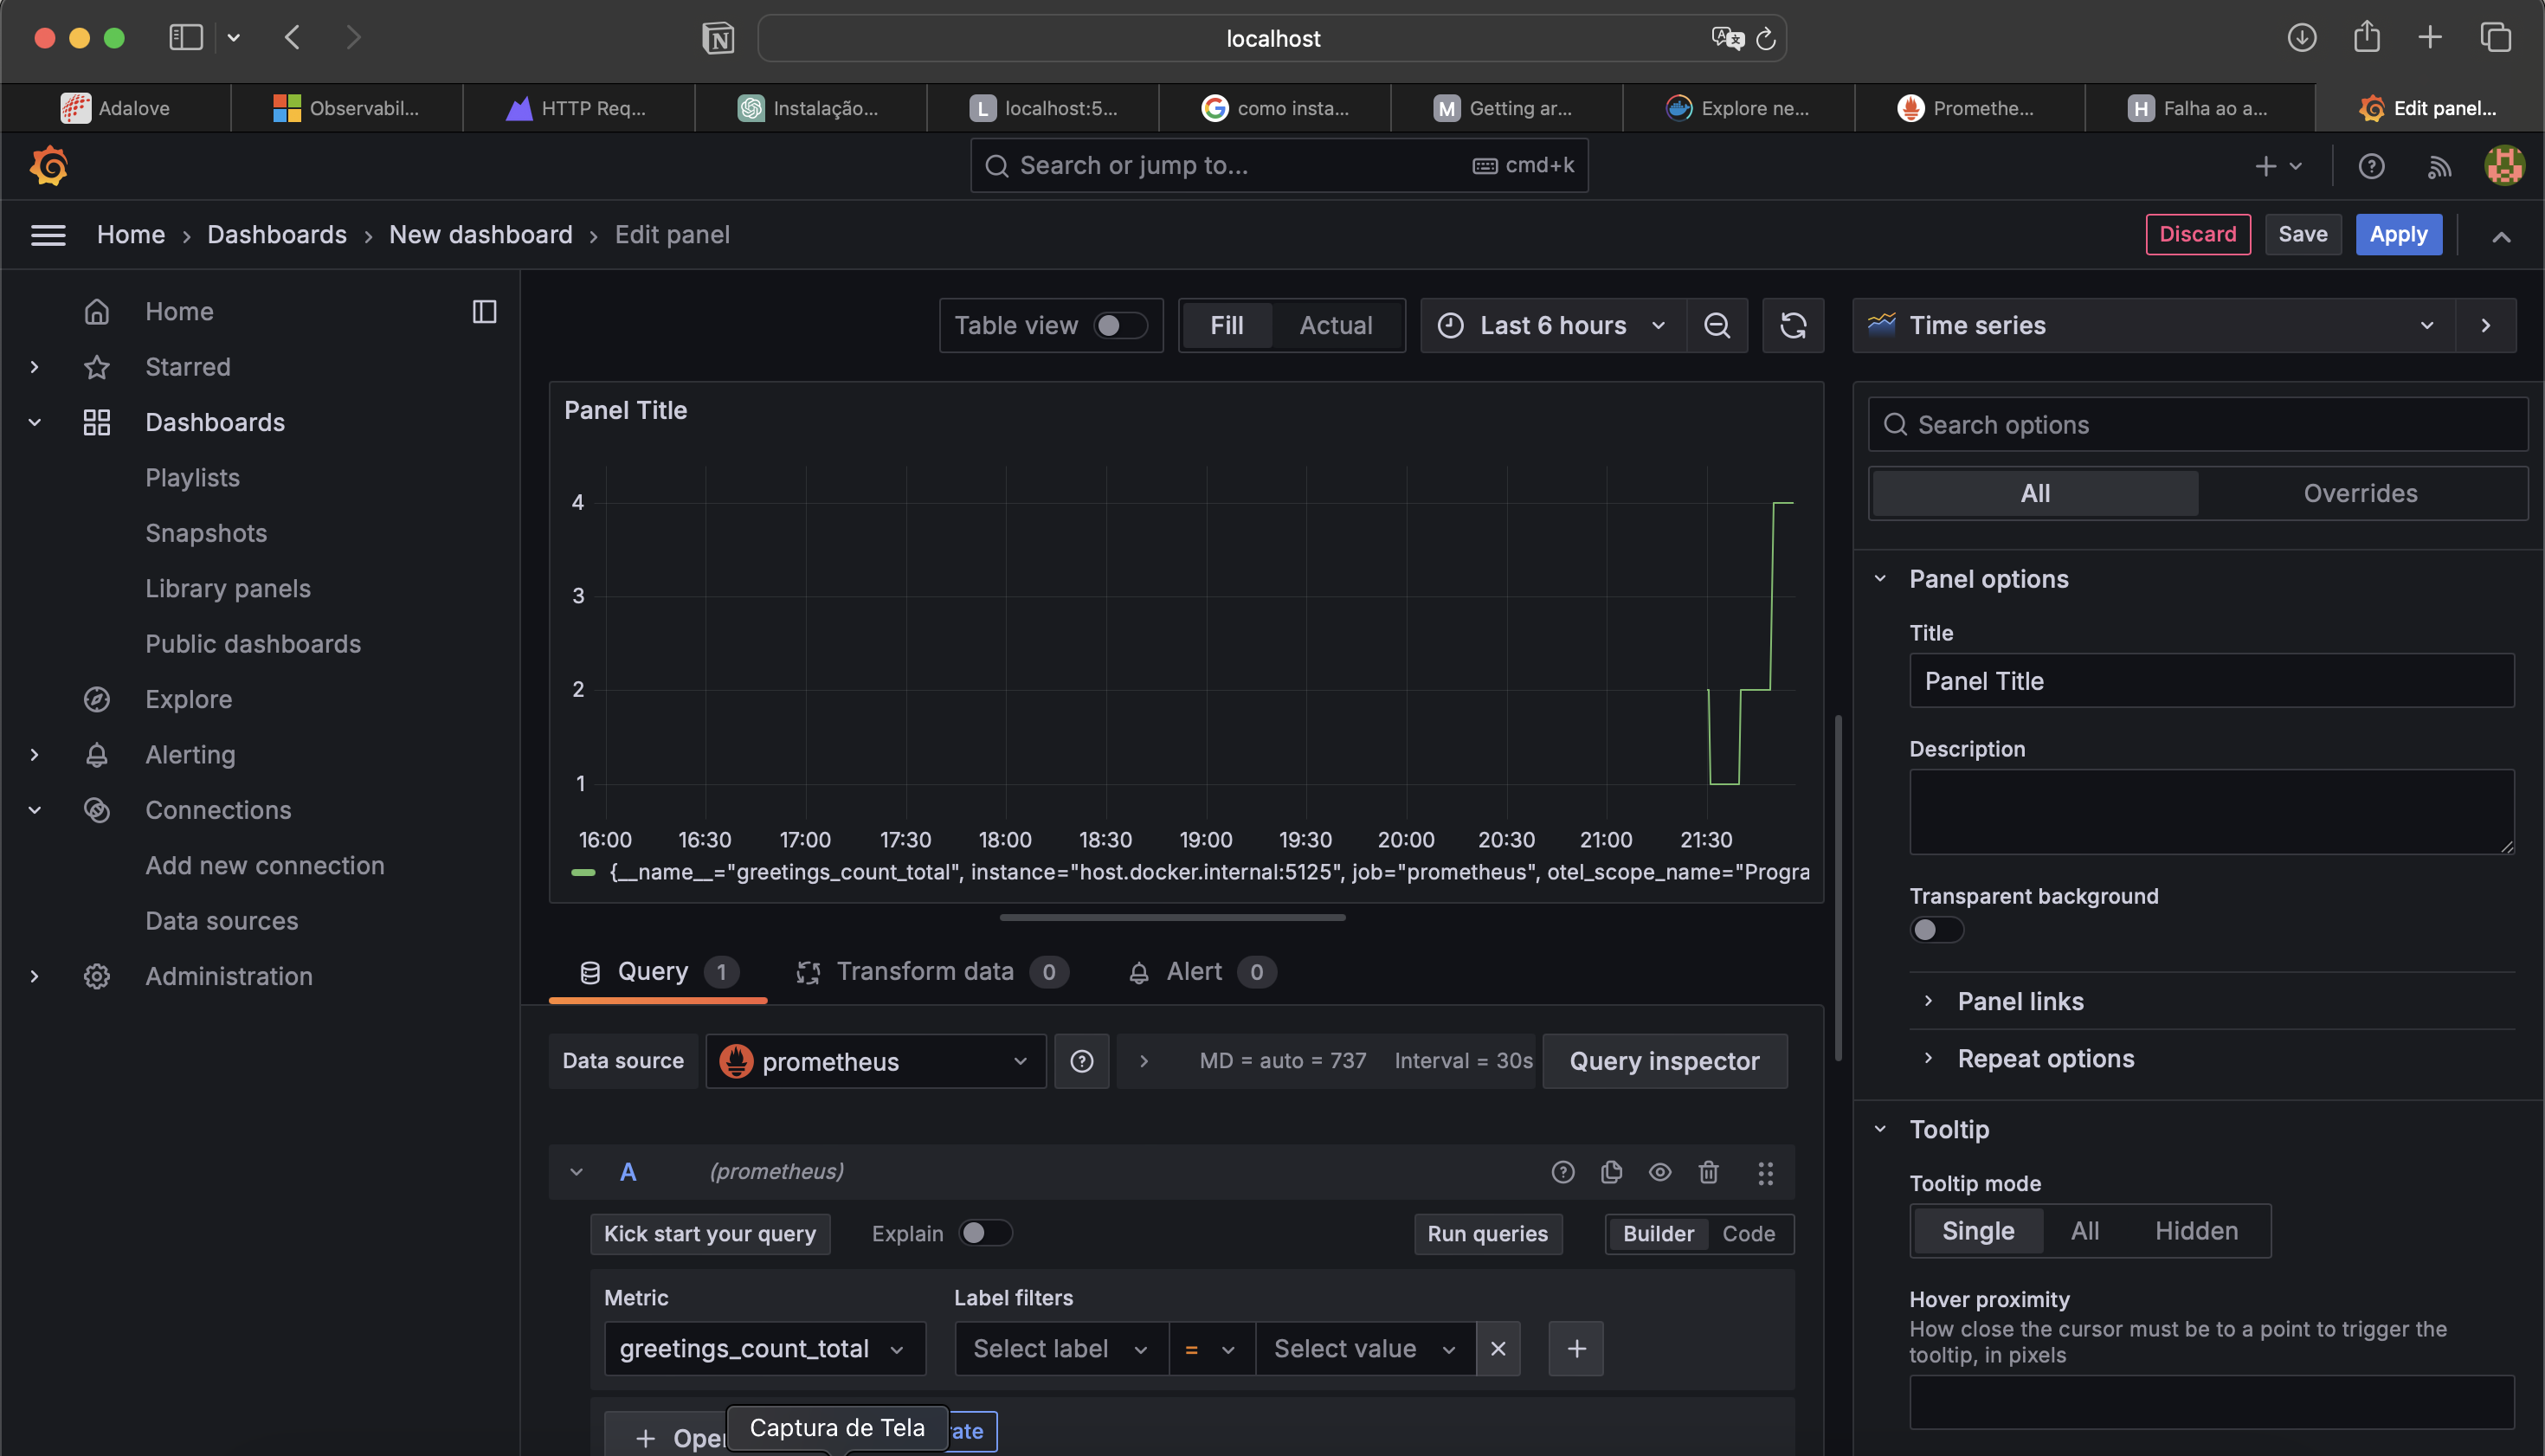 localhost
Adalove
Observabil...
HTTP Req...
Instalação...
L localhost:5...
como insta...
M Getting ar...
Explore ne...
Promethe...
H Falha ao a...
Edit panel...
Search or jump to... cmd+k
Home › Dashboards › New dashboard › Edit panel
Discard Save Apply
Home
Starred
Dashboards
Playlists
Snapshots
Library panels
Public dashboards
Explore
Alerting
Connections
Add new connection
Data sources
Administration
Table view Fill Actual Last 6 hours
Panel Title
4
3
2
1
16:00 16:30 17:00 17:30 18:00 18:30 19:00 19:30 20:00 20:30 21:00 21:30
{__name__="greetings_count_total", instance="host.docker.internal:5125", job="prometheus", otel_scope_name="Progra
Query 1 Transform data 0 Alert 0
Data source prometheus MD = auto = 737 Interval = 30s Query inspector
A (prometheus)
Kick start your query Explain Run queries Builder Code
Metric Label filters
greetings_count_total Select label = Select value
+ Oper
Captura de Tela
ate
Time series
Search options
All Overrides
Panel options
Title
Panel Title
Description
Transparent background
Panel links
Repeat options
Tooltip
Tooltip mode
Single All Hidden
Hover proximity
How close the cursor must be to a point to trigger the
tooltip, in pixels